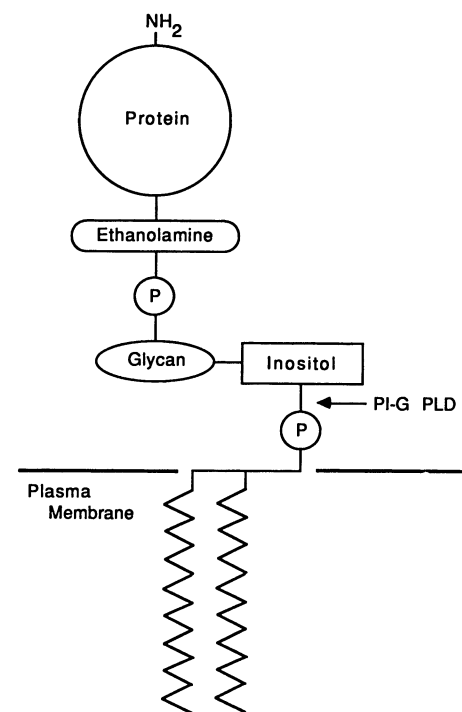 NH2
Protein
Ethanolamine
P
Glycan
Inositol
PI-G PLD
P
Plasma
Membrane